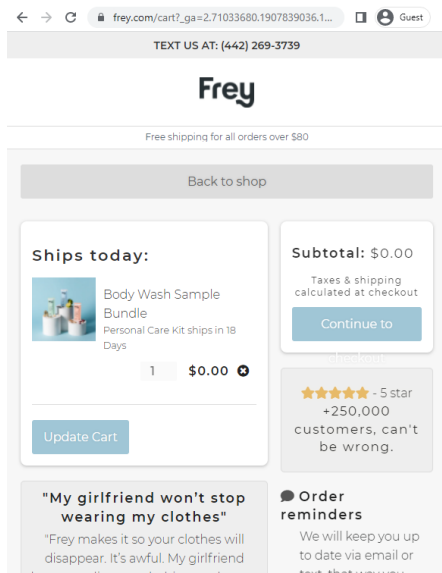 frey.com/cart?_ga=2.71033680.1907839036.1...
Guest
TEXT US AT: (442) 269-3739
Frey
Free shipping for all orders over $80
Back to shop
Ships today:
Body Wash Sample
Bundle
Personal Care Kit ships in 18
Days
1
$0.00
Update Cart
Subtotal: $0.00
Taxes & shipping
calculated at checkout
Continue to
checkout
- 5 star
+250,000
customers, can't
be wrong.
"My girlfriend won't stop
wearing my clothes"
"Frey makes it so your clothes will
disappear. It's awful. My girlfriend
Order
reminders
We will keep you up
to date via email or